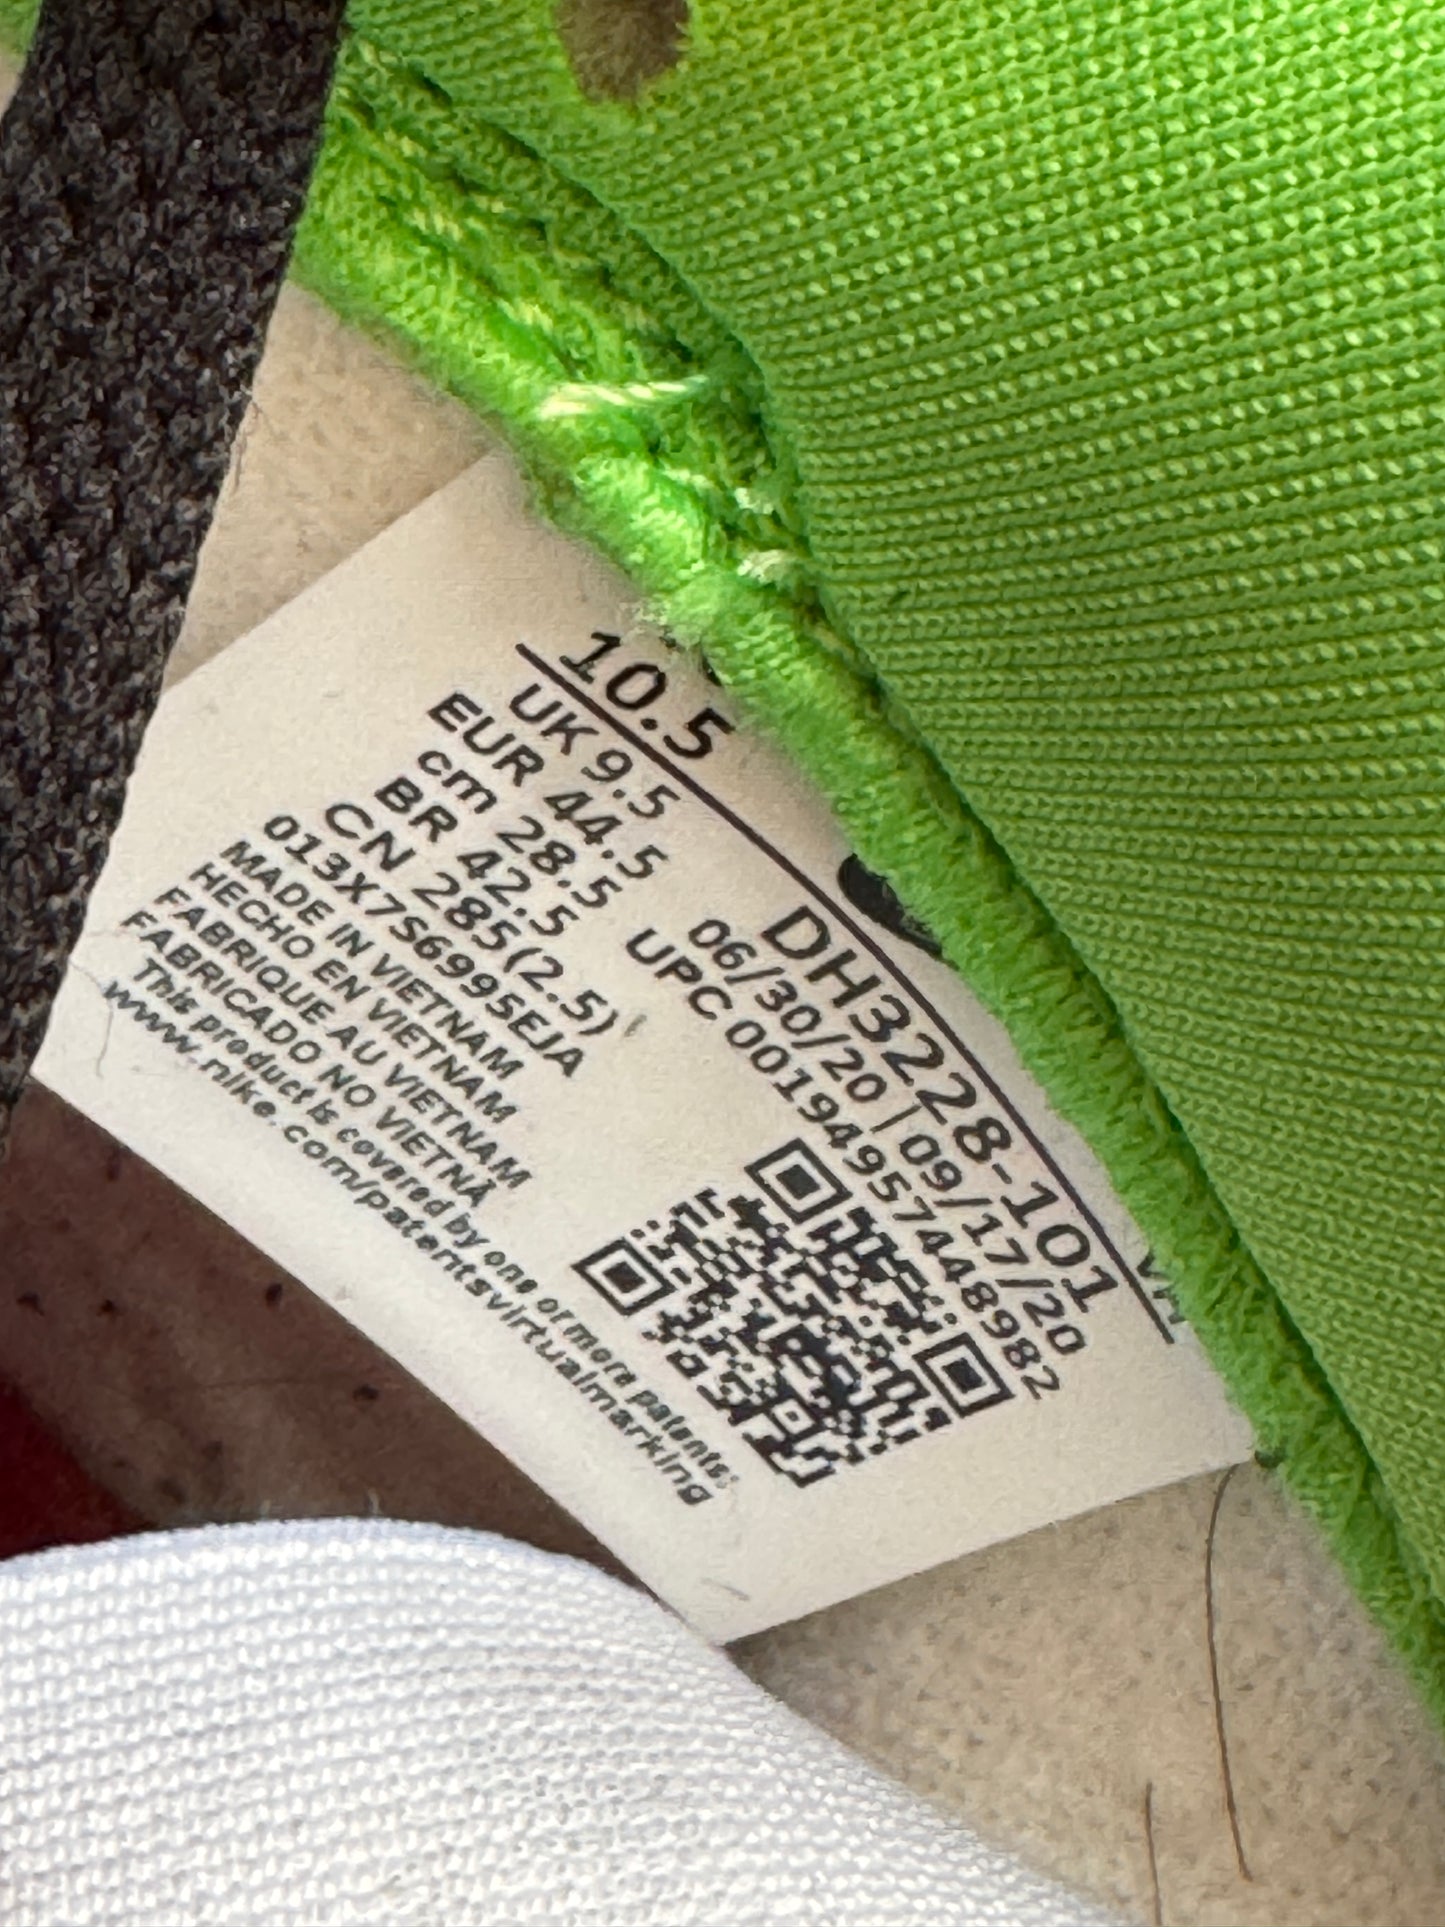 10.5
UK 9.5
EUR 44.5
cm 28.5
BR 42.5
CN 285(2.5)
013X7S6995EJA
MADE IN VIETNAM
HECHO EN VIETNAM
FABRIQUE AU VIETNAM
FABRICADO NO VIETNÃ
This product is covered by one or more patents:
www.nike.com/patentsvirtualmarking
DH3228-101
06/30/20 | 09/17/20
UPC 00194957448982